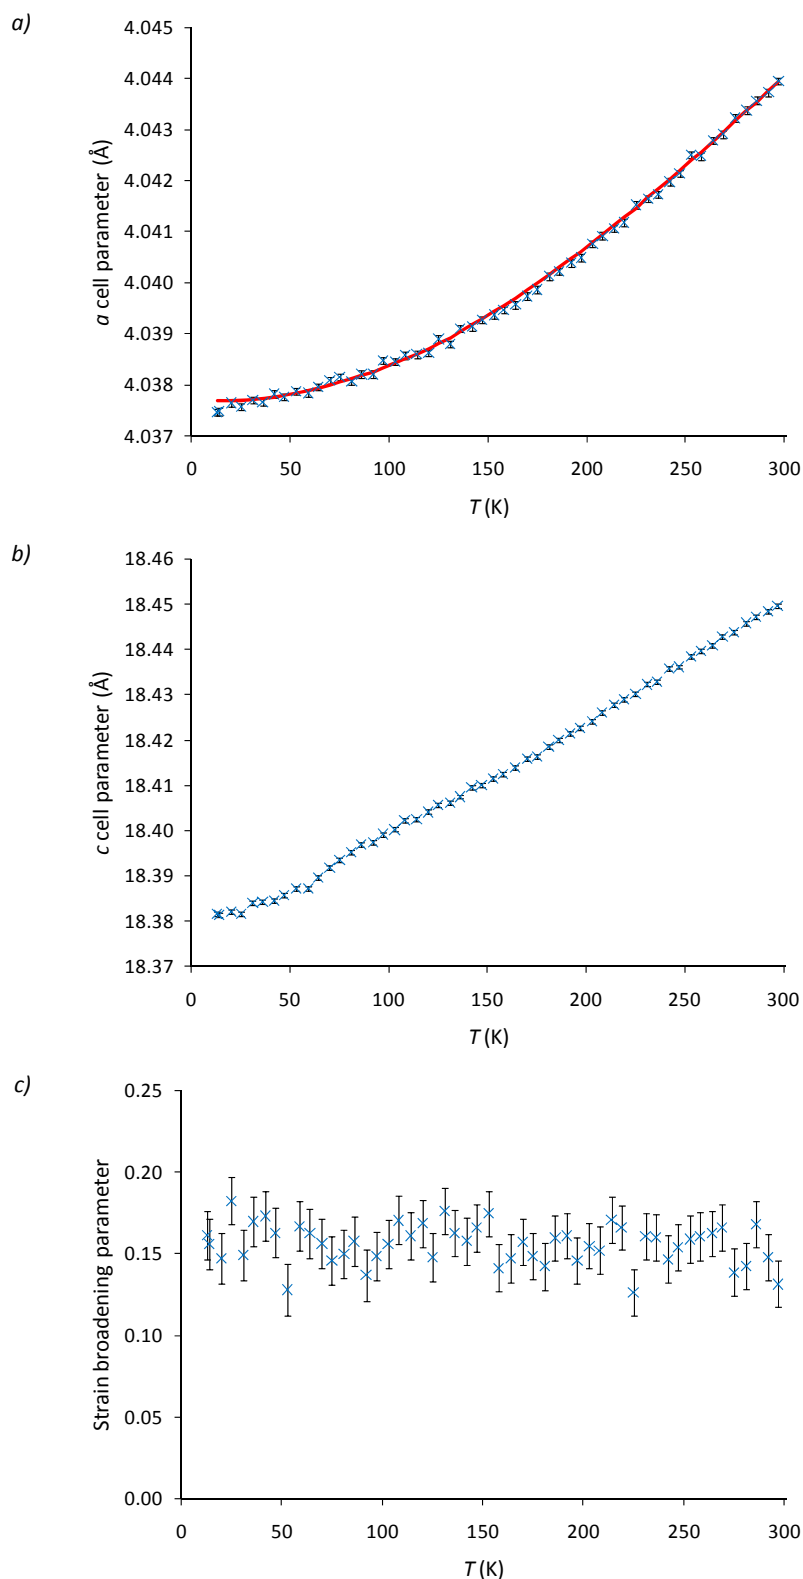 a)
4.045
4.044
4.043
4.042
4.041
4.040
4.039
4.038
4.037
a cell parameter (Å)
0 50 100 150 200 250 300
T (K)
b)
18.46
18.45
18.44
18.43
18.42
18.41
18.40
18.39
18.38
18.37
c cell parameter (Å)
0 50 100 150 200 250 300
T (K)
c)
0.25
0.20
0.15
0.10
0.05
0.00
Strain broadening parameter
0 50 100 150 200 250 300
T (K)